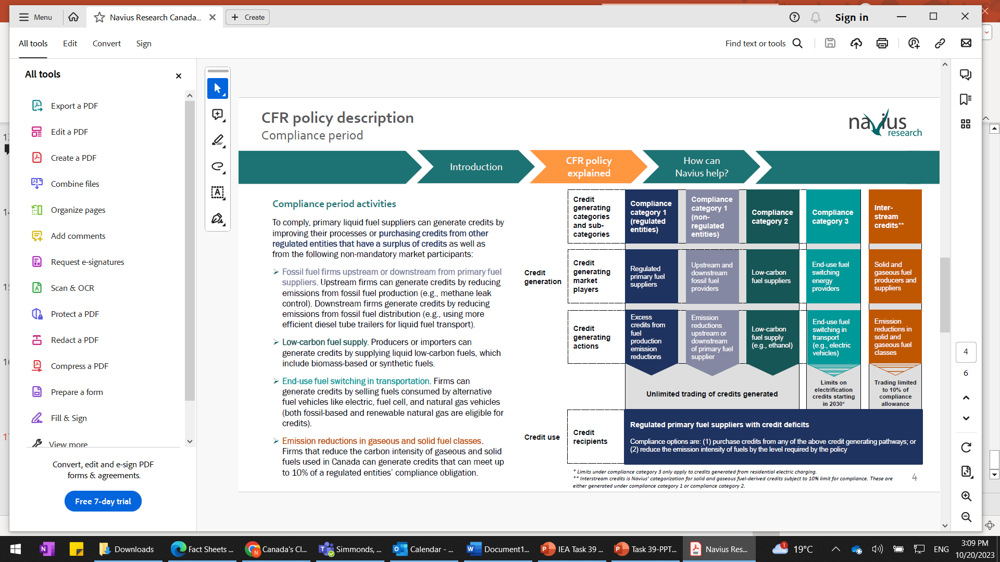 Menu
Navius Research Canada...
Create
Sign in
All tools
Edit
Convert
Sign
Find text or tools
All tools
Export a PDF
Edit a PDF
Create a PDF
Combine files
Organize pages
Add comments
Request e-signatures
Scan & OCR
Protect a PDF
Redact a PDF
Compress a PDF
Prepare a form
Fill & Sign
View more
Convert, edit and e-sign PDF
forms & agreements.
Free 7-day trial
CFR policy description
Compliance period
navius
research
Introduction
CFR policy
explained
How can
Navius help?
Compliance period activities
To comply, primary liquid fuel suppliers can generate credits by
improving their processes or purchasing credits from other
regulated entities that have a surplus of credits as well as
from the following non-mandatory market participants:
➢ Fossil fuel firms upstream or downstream from primary fuel
suppliers. Upstream firms can generate credits by reducing
emissions from fossil fuel production (e.g., methane leak
control). Downstream firms generate credits by reducing
emissions from fossil fuel distribution (e.g., using more
efficient diesel tube trailers for liquid fuel transport).
➢ Low-carbon fuel supply. Producers or importers can
generate credits by supplying liquid low-carbon fuels, which
include biomass-based or synthetic fuels.
➢ End-use fuel switching in transportation. Firms can
generate credits by selling fuels consumed by alternative
fuel vehicles like electric, fuel cell, and natural gas vehicles
(both fossil-based and renewable natural gas are eligible for
credits).
➢ Emission reductions in gaseous and solid fuel classes.
Firms that reduce the carbon intensity of gaseous and solid
fuels used in Canada can generate credits that can meet up
to 10% of a regulated entities' compliance obligation.
Credit
generating
categories
and sub-
categories
Compliance
category 1
(regulated
entities)
Compliance
category 1
(non-
regulated
entities)
Compliance
category 2
Compliance
category 3
Inter-
stream
credits**
Credit
generation
Credit
generating
market
players
Regulated
primary fuel
suppliers
Upstream and
downstream
fossil fuel
providers
Low-carbon
fuel suppliers
End-use fuel
switching
energy
providers
Solid and
gaseous fuel
producers and
suppliers
Credit
generating
actions
Excess
credits from
fuel
production
emission
reductions
Emission
reductions
upstream or
downstream
of primary fuel
supplier
Low-carbon
fuel supply
(e.g., ethanol)
End-use fuel
switching in
transport
(e.g., electric
vehicles)
Emission
reductions in
solid and
gaseous fuel
classes
Unlimited trading of credits generated
Limits on
electrification
credits starting
in 2030*
Trading limited
to 10% of
compliance
allowance
Credit use
Credit
recipients
Regulated primary fuel suppliers with credit deficits
Compliance options are: (1) purchase credits from any of the above credit generating pathways; or
(2) reduce the emission intensity of fuels by the level required by the policy
* Limits under compliance category 3 only apply to credits generated from residential electric charging.
** Interstream credits is Navius' categorization for solid and gaseous fuel-derived credits subject to 10% limit for compliance. These are
either generated under compliance category 1 or compliance category 2.
4
4
6
Downloads
Fact Sheets ...
Canada's Cl...
Simmonds, ...
Calendar - ...
Document1...
IEA Task 39 ...
Task 39-PPT...
Navius Res...
1
19°C
ENG
3:09 PM
10/20/2023